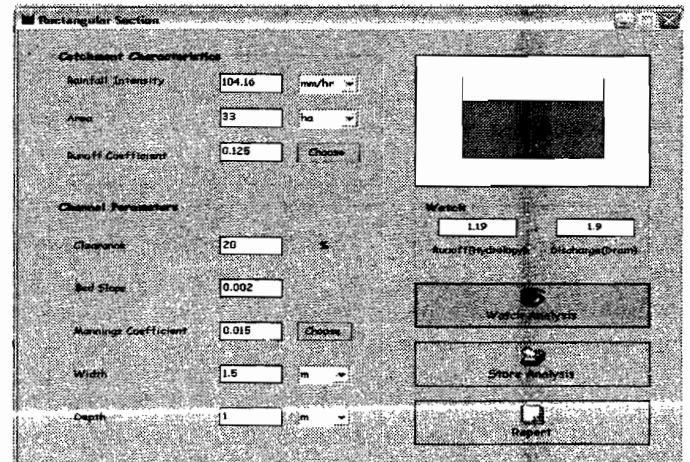 Rectangular Section
Catchment Characteristics
Rainfall Intensity 104.16 mm/hr
Area 33 ha
Runoff Coefficient 0.125 Choose
Channel Parameters
Clearance 20 %
Bed Slope 0.002
Mannings Coefficient 0.015 Choose
Width 1.5 m
Depth 1 m
Watch
1.19 1.9
Runoff(Hydrology) Discharge(Drain)
Watch Analysis
Store Analysis
Report